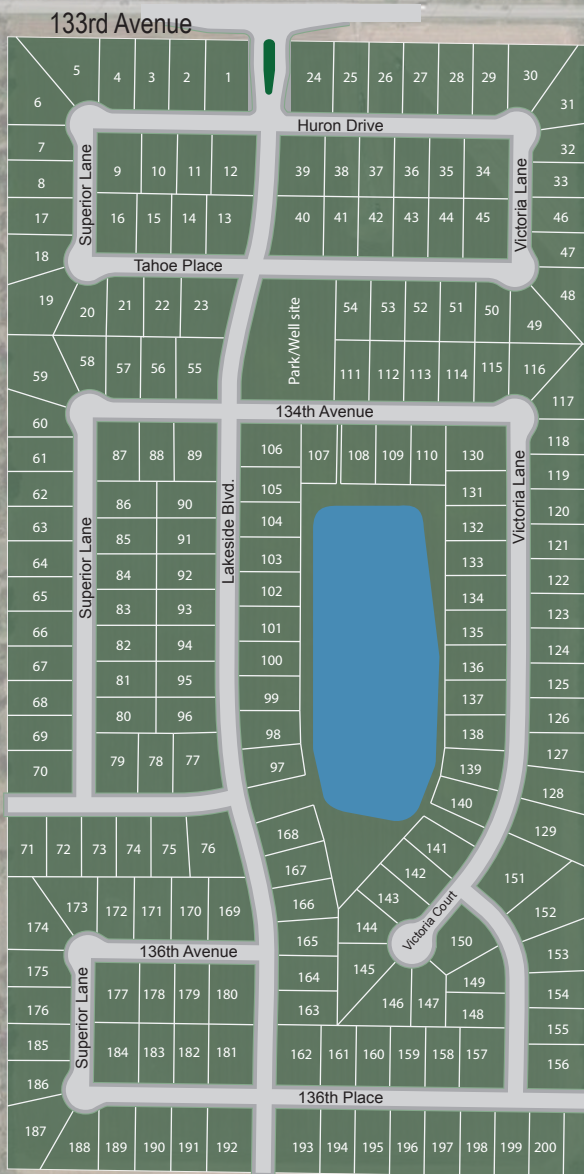 133rd Avenue
5 4 3 2 1 24 25 26 27 28 29 30
6 31
Huron Drive
7 32
9 10 11 12 39 38 37 36 35 34
8 33
Superior Lane
Victoria Lane
17 16 15 14 13 40 41 42 43 44 45 46
18 47
Tahoe Place
19 48
20 21 22 23 Park/Well site 54 53 52 51 50 49
58 57 56 55 111 112 113 114 115 116
59 117
134th Avenue
60 118
61 87 88 89 106 107 108 109 110 130 119
62 86 90 105 131 120
63 85 91 104 132 121
Superior Lane
Lakeside Blvd.
Victoria Lane
64 84 92 103 133 122
65 83 93 102 134 123
66 82 94 101 135 124
67 81 95 100 136 125
68 80 96 99 137 126
69 98 138 127
70 79 78 77 97 139 128
140 129
71 72 73 74 75 76 168 141
167 142 151
174 173 172 171 170 169 166 143 152
Victoria Court
136th Avenue
165 144 150 153
175 164 145 149 154
176 177 178 179 180 163 146 147 148 155
Superior Lane
185 184 183 182 181 162 161 160 159 158 157 156
186
136th Place
187 188 189 190 191 192 193 194 195 196 197 198 199 200